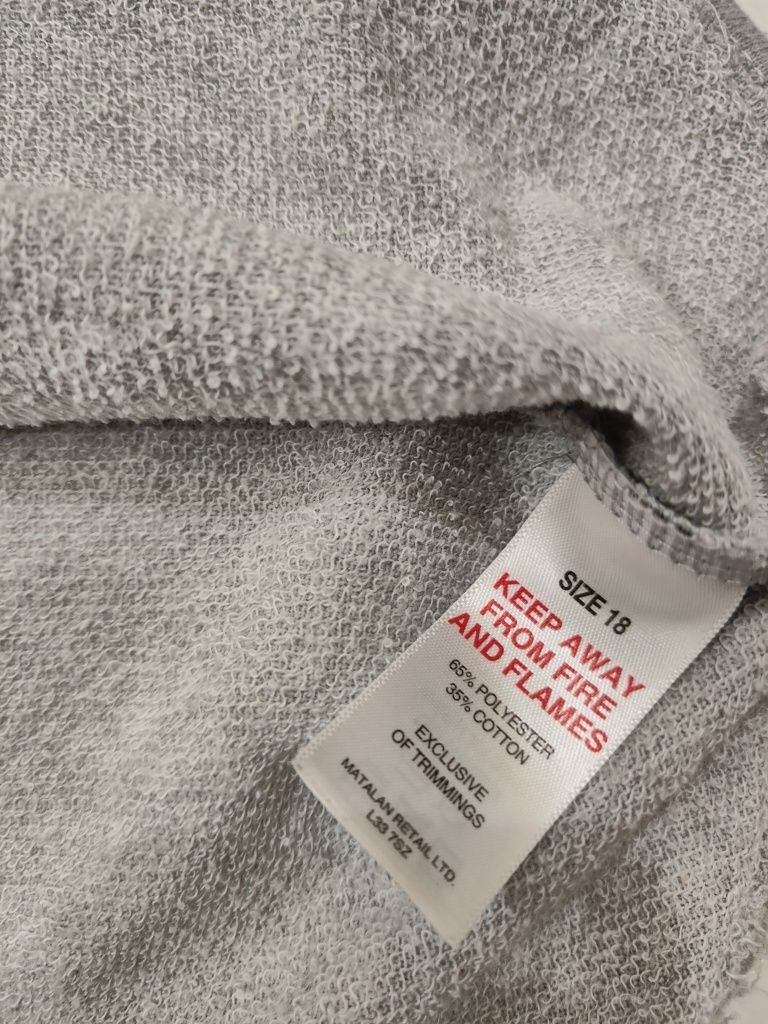 SIZE 18
KEEP AWAY
FROM FIRE
AND FLAMES
65% POLYESTER
35% COTTON
EXCLUSIVE
OF TRIMMINGS
MATALAN RETAIL LTD.
L33 7SZ